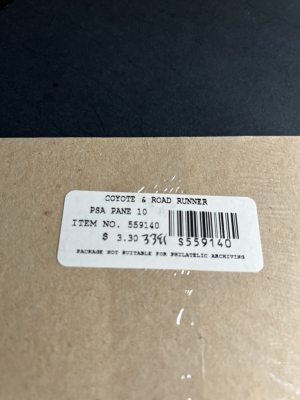 COYOTE & ROAD RUNNER
PSA PANE 10
ITEM NO. 559140
$ 3.30
S559140
PACKAGE NOT SUITABLE FOR PHILATELIC ARCHIVING